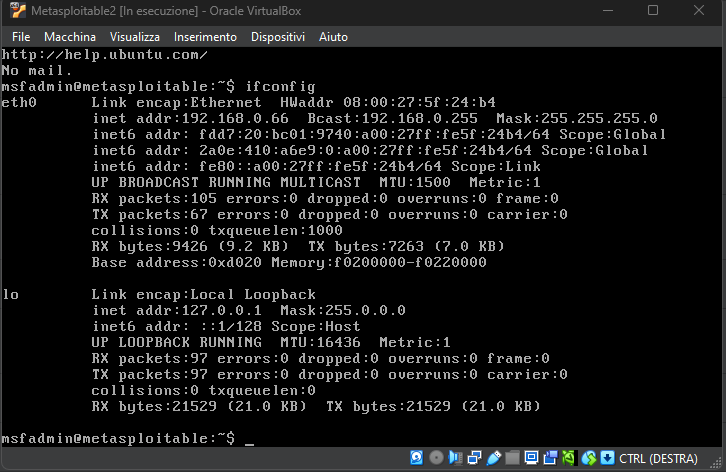 Metasploitable2 [In esecuzione] - Oracle VirtualBox
File Macchina Visualizza Inserimento Dispositivi Aiuto
http://help.ubuntu.com/
No mail.
msfadmin@metasploitable:~$ ifconfig
eth0 Link encap:Ethernet HWaddr 08:00:27:5f:24:b4
inet addr:192.168.0.66 Bcast:192.168.0.255 Mask:255.255.255.0
inet6 addr: fdd7:20:bc01:9740:a00:27ff:fe5f:24b4/64 Scope:Global
inet6 addr: 2a0e:410:a6e9:0:a00:27ff:fe5f:24b4/64 Scope:Global
inet6 addr: fe80::a00:27ff:fe5f:24b4/64 Scope:Link
UP BROADCAST RUNNING MULTICAST MTU:1500 Metric:1
RX packets:105 errors:0 dropped:0 overruns:0 frame:0
TX packets:67 errors:0 dropped:0 overruns:0 carrier:0
collisions:0 txqueuelen:1000
RX bytes:9426 (9.2 KB) TX bytes:7263 (7.0 KB)
Base address:0xd020 Memory:f0200000-f0220000
lo Link encap:Local Loopback
inet addr:127.0.0.1 Mask:255.0.0.0
inet6 addr: ::1/128 Scope:Host
UP LOOPBACK RUNNING MTU:16436 Metric:1
RX packets:97 errors:0 dropped:0 overruns:0 frame:0
TX packets:97 errors:0 dropped:0 overruns:0 carrier:0
collisions:0 txqueuelen:0
RX bytes:21529 (21.0 KB) TX bytes:21529 (21.0 KB)
msfadmin@metasploitable:~$ _
CTRL (DESTRA)